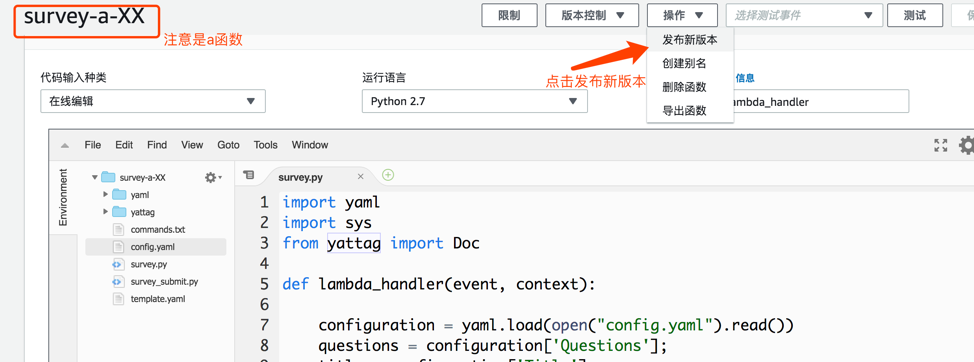 survey-a-XX
注意是a函数
限制
版本控制
操作
选择测试事件
测试
发布新版本
创建别名
删除函数
导出函数
点击发布新版本
代码输入种类
在线编辑
运行语言
Python 2.7
信息
ambda_handler
File Edit Find View Goto Tools Window
Environment
survey-a-XX
yaml
yattag
commands.txt
config.yaml
survey.py
survey_submit.py
template.yaml
survey.py
1 import yaml
2 import sys
3 from yattag import Doc
4
5 def lambda_handler(event, context):
6
7 configuration = yaml.load(open("config.yaml").read())
8 questions = configuration['Questions'];